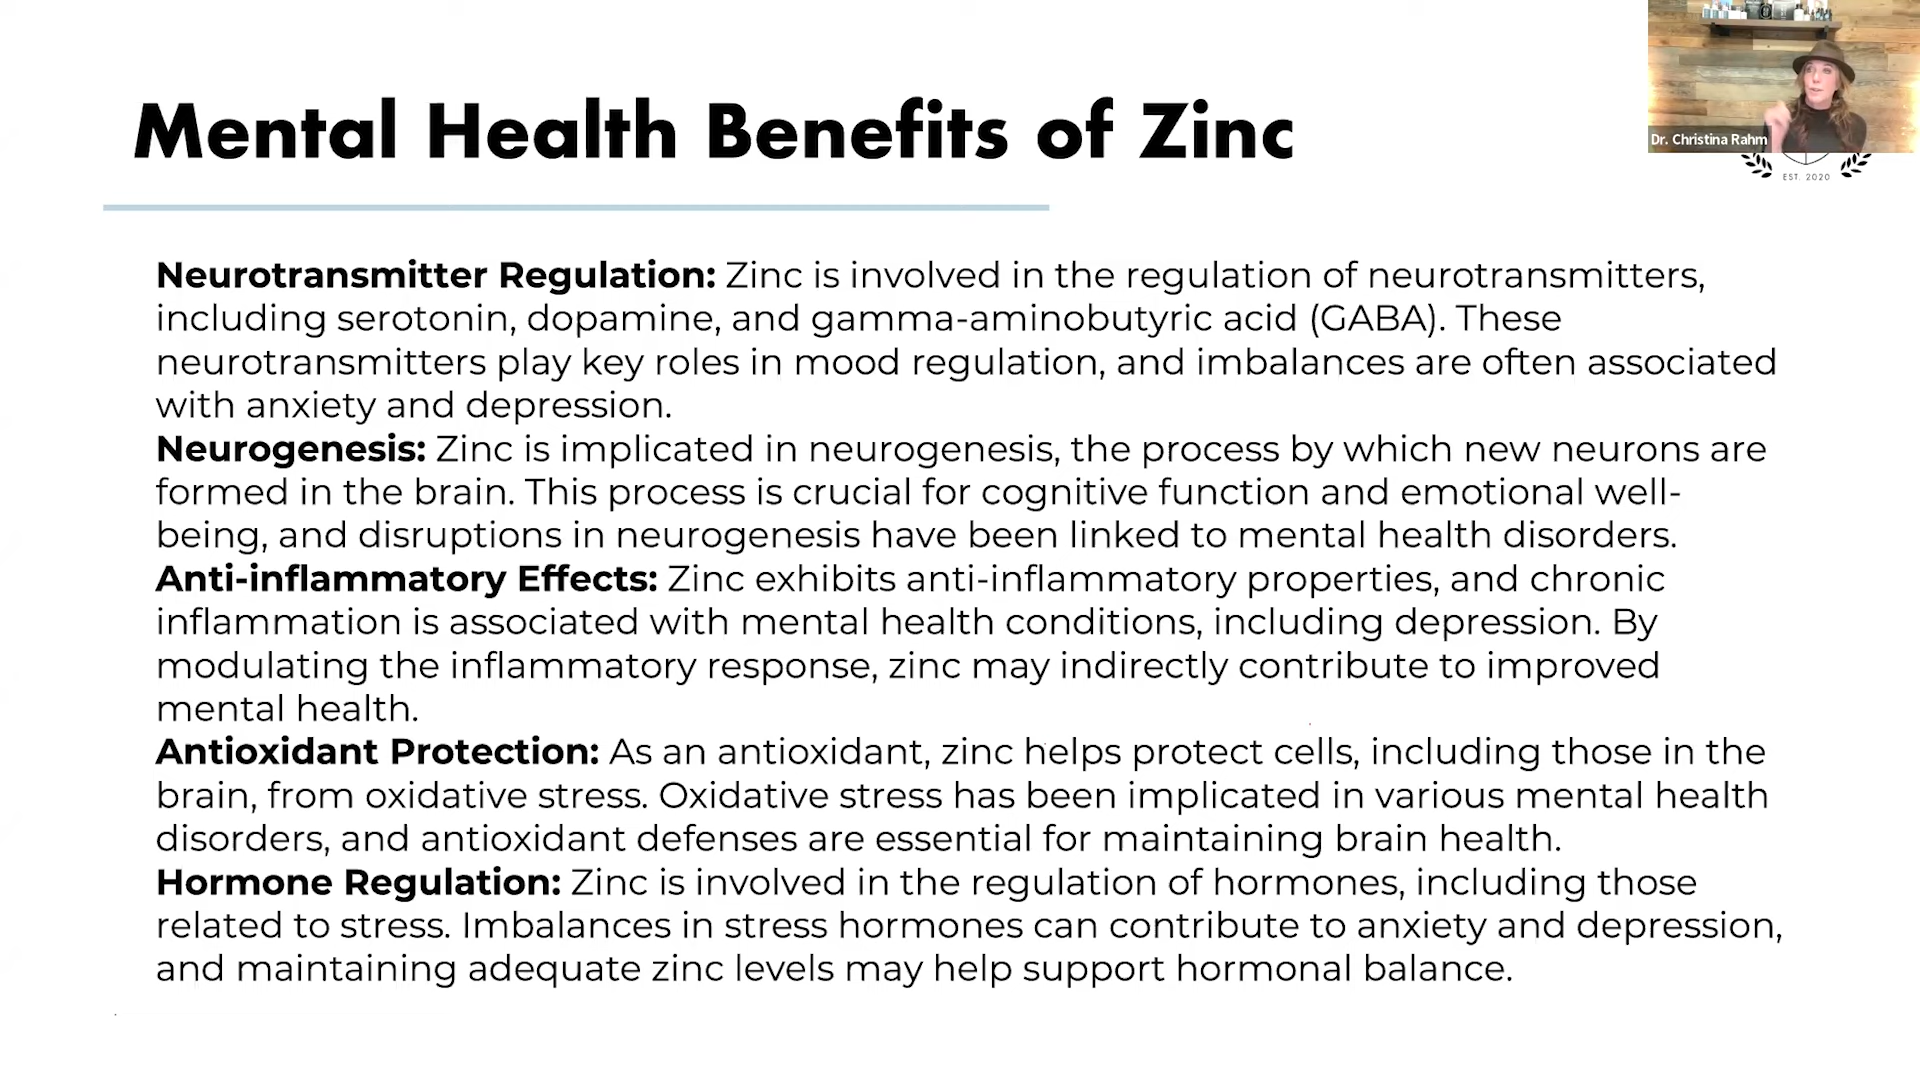 Mental Health Benefits of Zinc
Dr. Christina Rahm
EST. 2020
Neurotransmitter Regulation: Zinc is involved in the regulation of neurotransmitters,
including serotonin, dopamine, and gamma-aminobutyric acid (GABA). These
neurotransmitters play key roles in mood regulation, and imbalances are often associated
with anxiety and depression.
Neurogenesis: Zinc is implicated in neurogenesis, the process by which new neurons are
formed in the brain. This process is crucial for cognitive function and emotional well-
being, and disruptions in neurogenesis have been linked to mental health disorders.
Anti-inflammatory Effects: Zinc exhibits anti-inflammatory properties, and chronic
inflammation is associated with mental health conditions, including depression. By
modulating the inflammatory response, zinc may indirectly contribute to improved
mental health.
Antioxidant Protection: As an antioxidant, zinc helps protect cells, including those in the
brain, from oxidative stress. Oxidative stress has been implicated in various mental health
disorders, and antioxidant defenses are essential for maintaining brain health.
Hormone Regulation: Zinc is involved in the regulation of hormones, including those
related to stress. Imbalances in stress hormones can contribute to anxiety and depression,
and maintaining adequate zinc levels may help support hormonal balance.